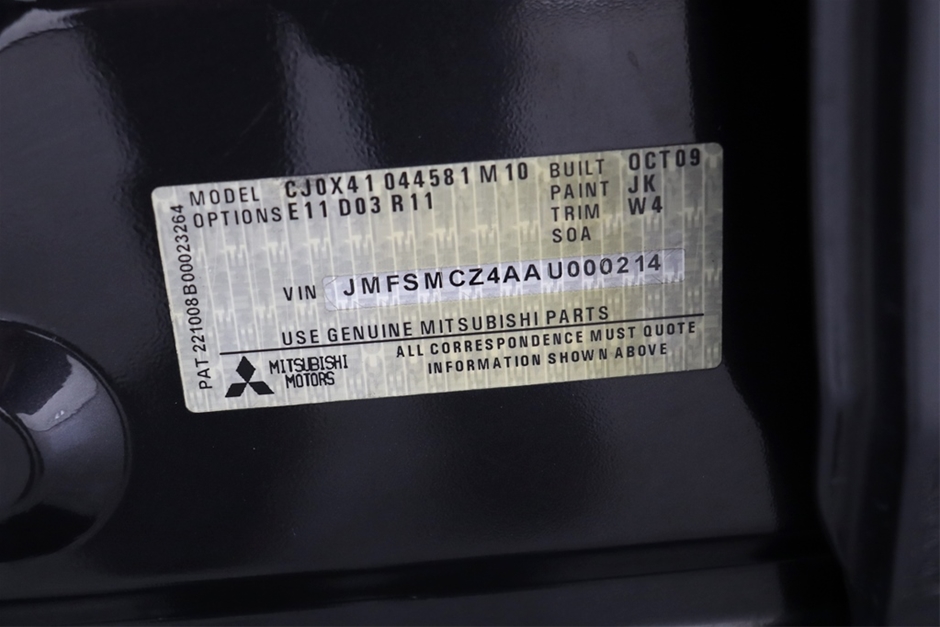 MODEL CJ0X41 044581 M10 BUILT OCT09
OPTIONS E11 D03 R11 PAINT JK
TRIM W4
SOA
VIN JMFSMCZ4AAU000214
USE GENUINE MITSUBISHI PARTS
MITSUBISHI
MOTORS
ALL CORRESPONDENCE MUST QUOTE
INFORMATION SHOWN ABOVE
PAT 221008B00023264